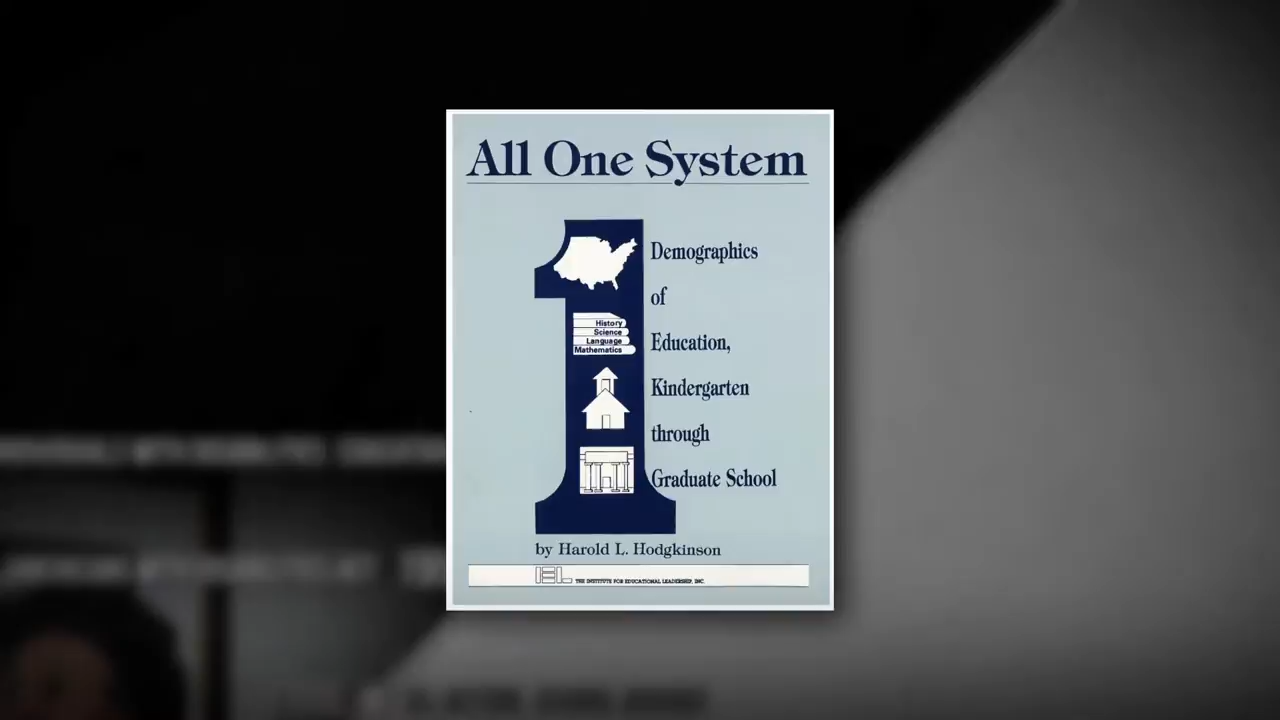 All One System
Demographics
of
Education,
Kindergarten
through
Graduate School
History
Science
Language
Mathematics
by Harold L. Hodgkinson
IEL THE INSTITUTE FOR EDUCATIONAL LEADERSHIP, INC.